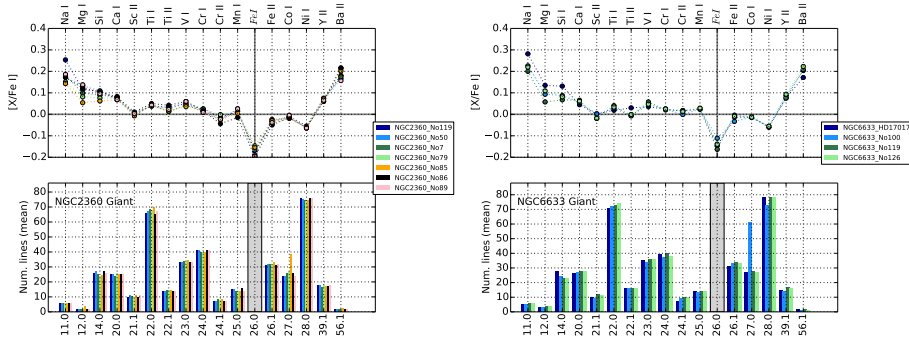 Na I Mg I Si I Ca I Sc II Ti I Ti II V I Cr I Cr II Mn I Fe I Fe II Co I Ni I Y II Ba II
[X/Fe I]
0.4
0.3
0.2
0.1
0.0
−0.1
−0.2
NGC2360_No119
NGC2360_No50
NGC2360_No7
NGC2360_No79
NGC2360_No85
NGC2360_No86
NGC2360_No89
NGC2360 Giant
Num. lines (mean)
80
70
60
50
40
30
20
10
0
11.0 12.0 14.0 20.0 21.1 22.0 22.1 23.0 24.0 24.1 25.0 26.0 26.1 27.0 28.0 39.1 56.1
Na I Mg I Si I Ca I Sc II Ti I Ti II V I Cr I Cr II Mn I Fe I Fe II Co I Ni I Y II Ba II
[X/Fe I]
0.4
0.3
0.2
0.1
0.0
−0.1
−0.2
NGC6633_HD17017
NGC6633_No100
NGC6633_No119
NGC6633_No126
NGC6633 Giant
Num. lines (mean)
80
70
60
50
40
30
20
10
0
11.0 12.0 14.0 20.0 21.1 22.0 22.1 23.0 24.0 24.1 25.0 26.0 26.1 27.0 28.0 39.1 56.1